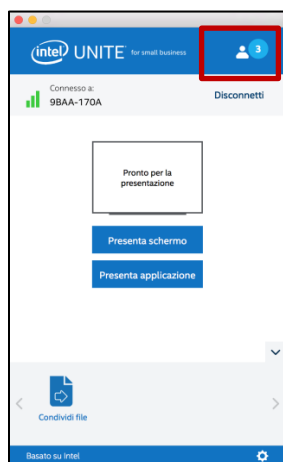 intel UNITE for small business
3
Connesso a:
9BAA-170A
Disconnetti
Pronto per la
presentazione
Presenta schermo
Presenta applicazione
Condividi file
Basato su Intel